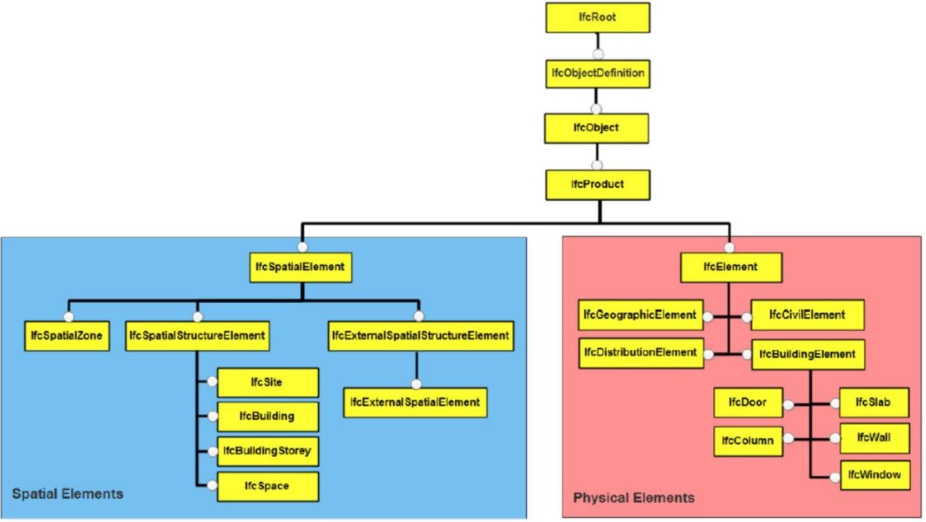 IfcRoot
IfcObjectDefinition
IfcObject
IfcProduct
IfcSpatialElement
IfcSpatialZone
IfcSpatialStructureElement
IfcExternalSpatialStructureElement
IfcSite
IfcBuilding
IfcBuildingStorey
IfcSpace
IfcExternalSpatialElement
Spatial Elements
IfcElement
IfcGeographicElement
IfcCivilElement
IfcDistributionElement
IfcBuildingElement
IfcDoor
IfcSlab
IfcColumn
IfcWall
IfcWindow
Physical Elements